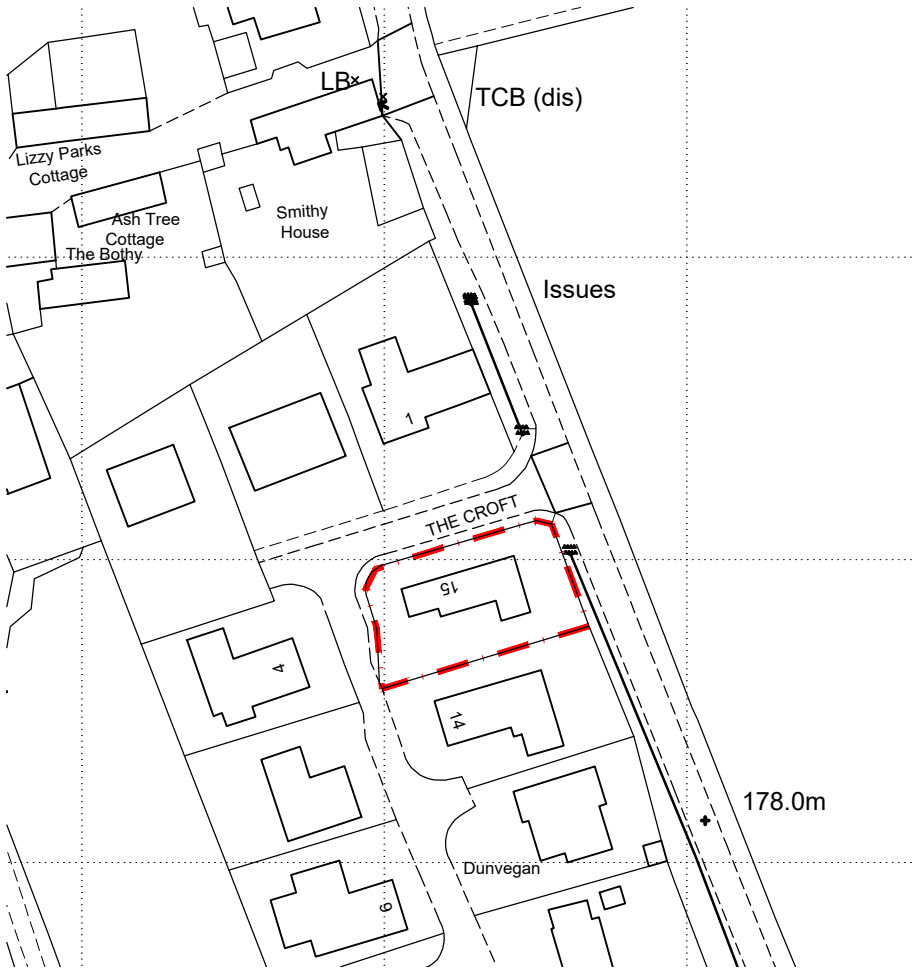 LB
TCB (dis)
Lizzy Parks
Cottage
Ash Tree
Cottage
Smithy
House
The Bothy
Issues
1
THE CROFT
15
4
14
178.0m
Dunvegan
9